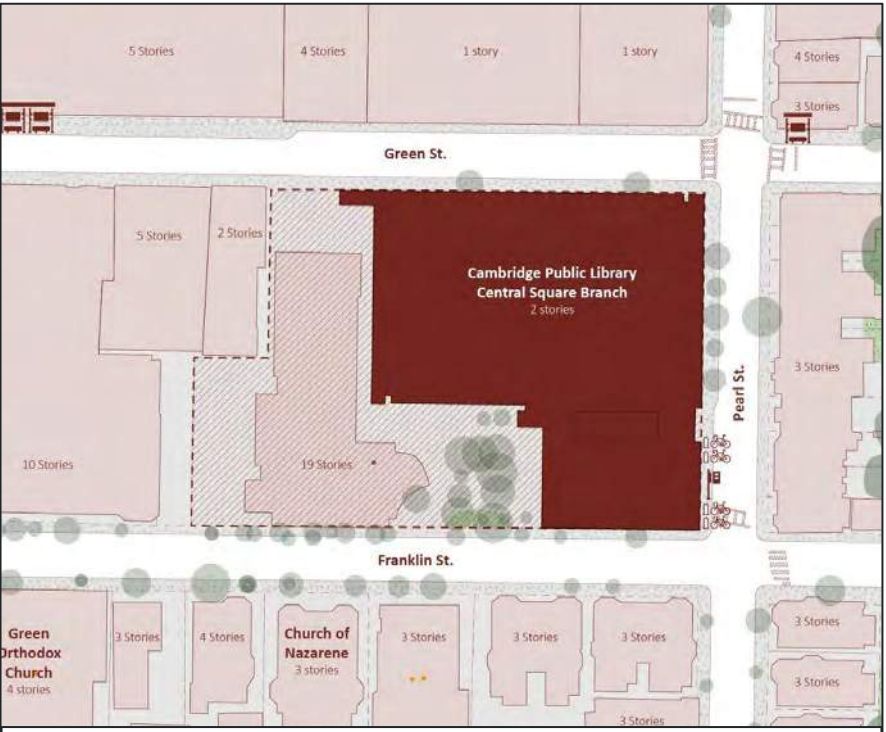 5 Stories
4 Stories
1 story
1 story
4 Stories
3 Stories
Green St.
5 Stories
2 Stories
Cambridge Public Library
Central Square Branch
2 stories
Pearl St.
3 Stories
10 Stories
19 Stories
Franklin St.
Green
Orthodox
Church
4 stories
3 Stories
4 Stories
Church of
Nazarene
3 stories
3 Stories
3 Stories
3 Stories
3 Stories
3 Stories
3 Stories